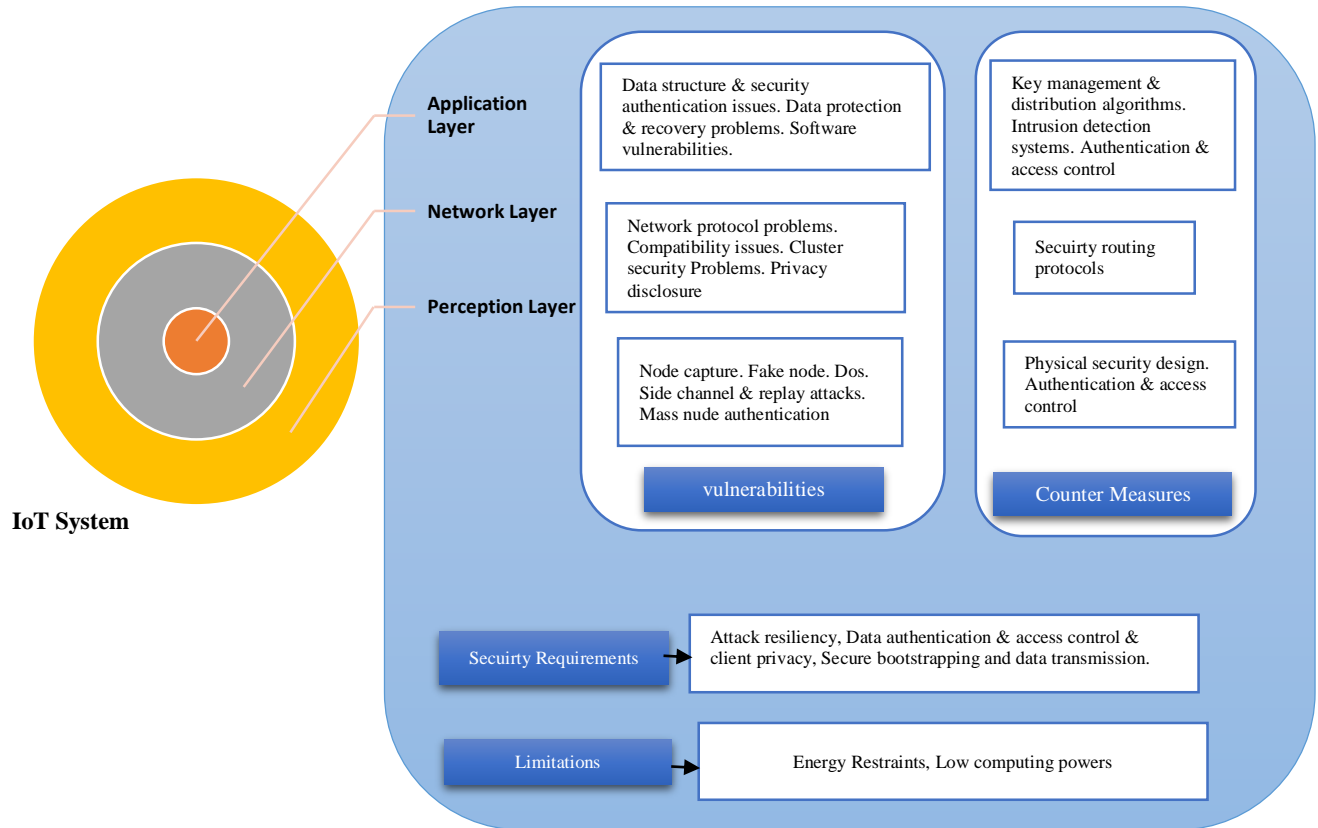 Application
Layer
Network Layer
Perception Layer
IoT System
Data structure & security
authentication issues. Data protection
& recovery problems. Software
vulnerabilities.
Network protocol problems.
Compatibility issues. Cluster
security Problems. Privacy
disclosure
Node capture. Fake node. Dos.
Side channel & replay attacks.
Mass nude authentication
vulnerabilities
Key management &
distribution algorithms.
Intrusion detection
systems. Authentication &
access control
Secuirty routing
protocols
Physical security design.
Authentication & access
control
Counter Measures
Secuirty Requirements
Attack resiliency, Data authentication & access control &
client privacy, Secure bootstrapping and data transmission.
Limitations
Energy Restraints, Low computing powers